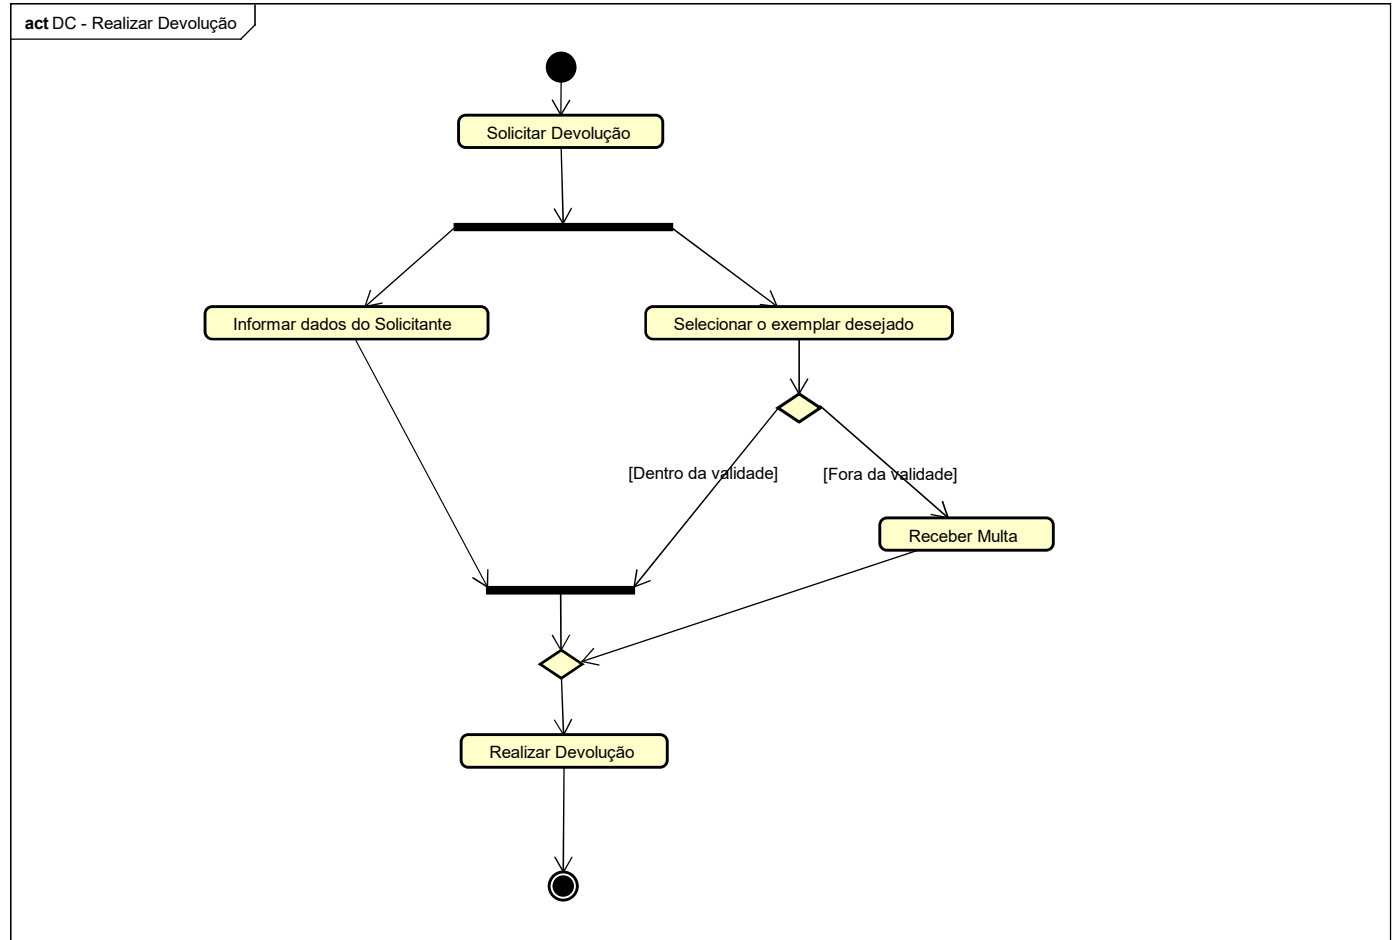 act DC - Realizar Devolução
Solicitar Devolução
Informar dados do Solicitante
Selecionar o exemplar desejado
[Dentro da validade]
[Fora da validade]
Receber Multa
Realizar Devolução